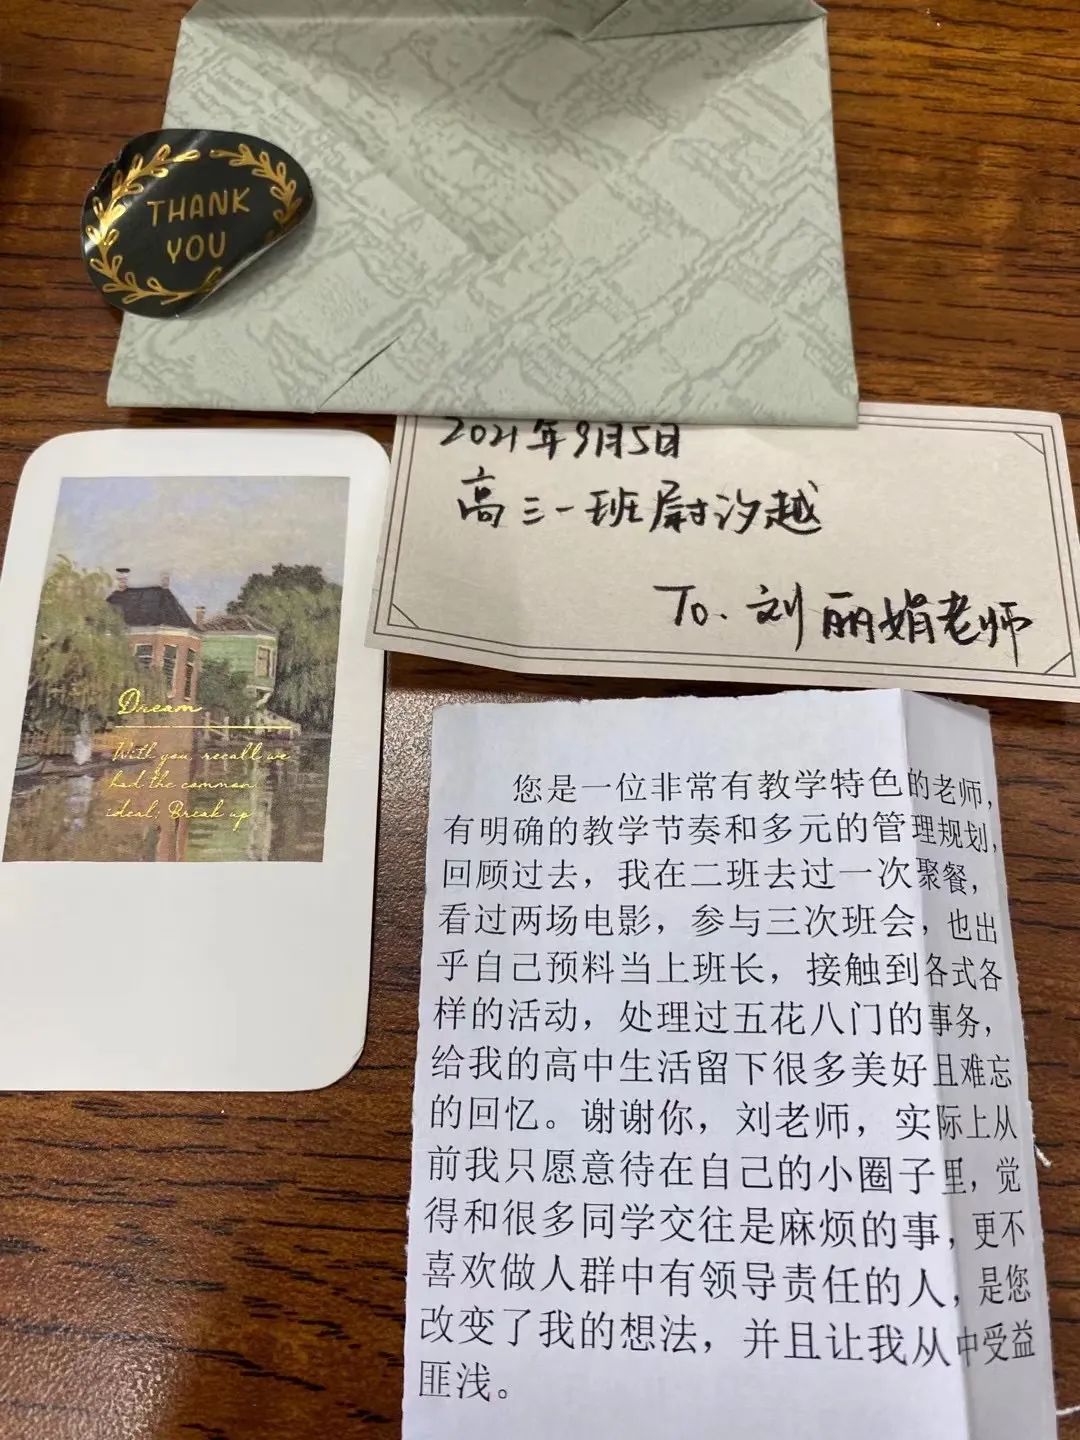 THANK
YOU
2021年9月5日
高三一班尉汐越
To.刘丽娟老师
Dream
With you, recall we
had the common
ideal; Break up
您是一位非常有教学特色的老师，
有明确的教学节奏和多元的管理规划，
回顾过去，我在二班去过一次聚餐，
看过两场电影，参与三次班会，也出
乎自己预料当上班长，接触到各式各
样的活动，处理过五花八门的事务，
给我的高中生活留下很多美好且难忘
的回忆。谢谢你，刘老师，实际上从
前我只愿意待在自己的小圈子里，觉
得和很多同学交往是麻烦的事，更不
喜欢做人群中有领导责任的人，是您
改变了我的想法，并且让我从中受益
匪浅。